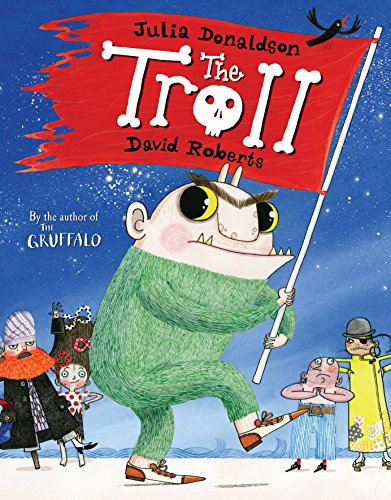 Julia Donaldson
The
Troll
David Roberts
By the author of
THE
GRUFFALO